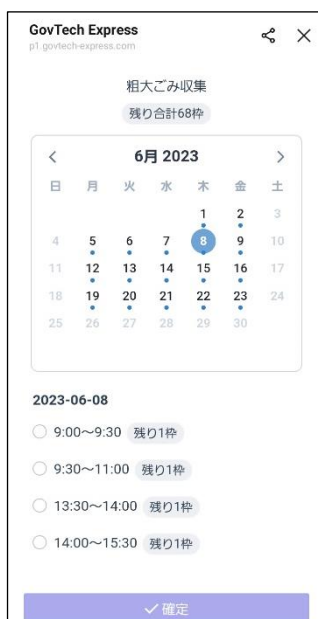 GovTech Express
p1.govtech-express.com
粗大ごみ収集
残り合計68枠
6月 2023
日 月 火 水 木 金 土
1 2 3
4 5 6 7 8 9 10
11 12 13 14 15 16 17
18 19 20 21 22 23 24
25 26 27 28 29 30
2023-06-08
9:00〜9:30 残り1枠
9:30〜11:00 残り1枠
13:30〜14:00 残り1枠
14:00〜15:30 残り1枠
確定